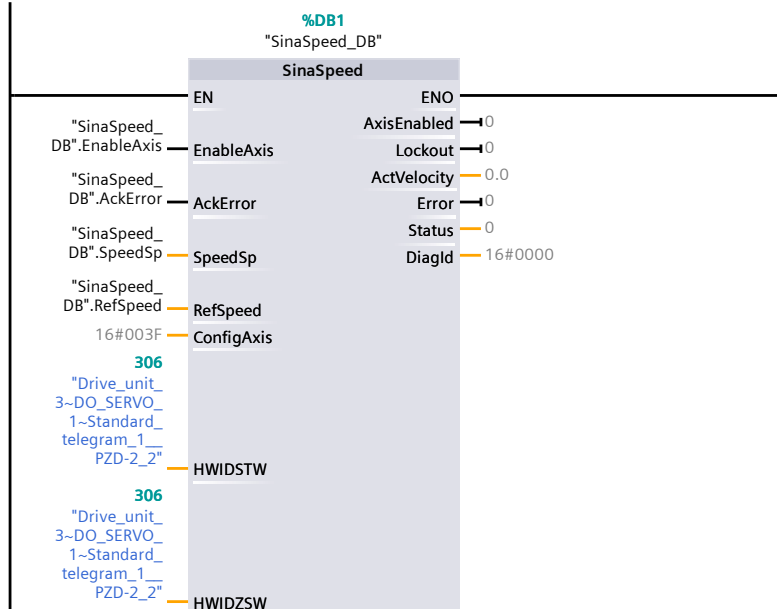 %DB1
"SinaSpeed_DB"
SinaSpeed
EN
ENO
"SinaSpeed_
DB".EnableAxis
EnableAxis
AxisEnabled
0
Lockout
0
"SinaSpeed_
DB".AckError
AckError
ActVelocity
0.0
Error
0
"SinaSpeed_
DB".SpeedSp
SpeedSp
Status
0
DiagId
16#0000
"SinaSpeed_
DB".RefSpeed
RefSpeed
16#003F
ConfigAxis
306
"Drive_unit_
3~DO_SERVO_
1~Standard_
telegram_1__
PZD-2_2"
HWIDSTW
306
"Drive_unit_
3~DO_SERVO_
1~Standard_
telegram_1__
PZD-2_2"
HWIDZSW